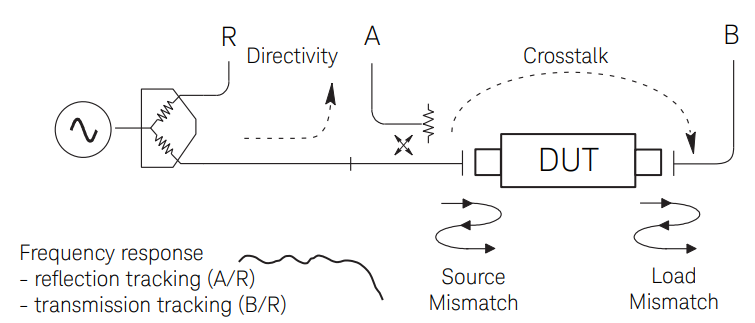 R
A
B
Directivity
Crosstalk
DUT
Frequency response
- reflection tracking (A/R)
- transmission tracking (B/R)
Source
Mismatch
Load
Mismatch